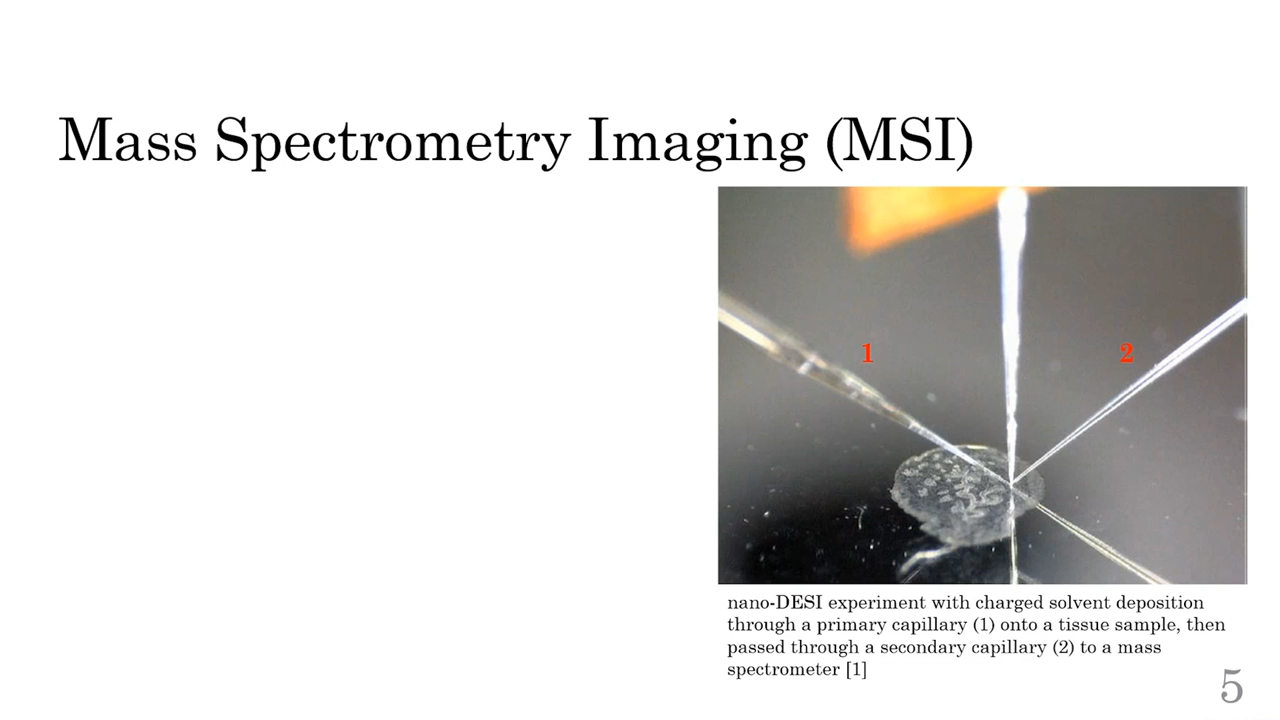 Mass Spectrometry Imaging (MSI)
1
2
nano-DESI experiment with charged solvent deposition
through a primary capillary (1) onto a tissue sample, then
passed through a secondary capillary (2) to a mass
spectrometer [1]
5